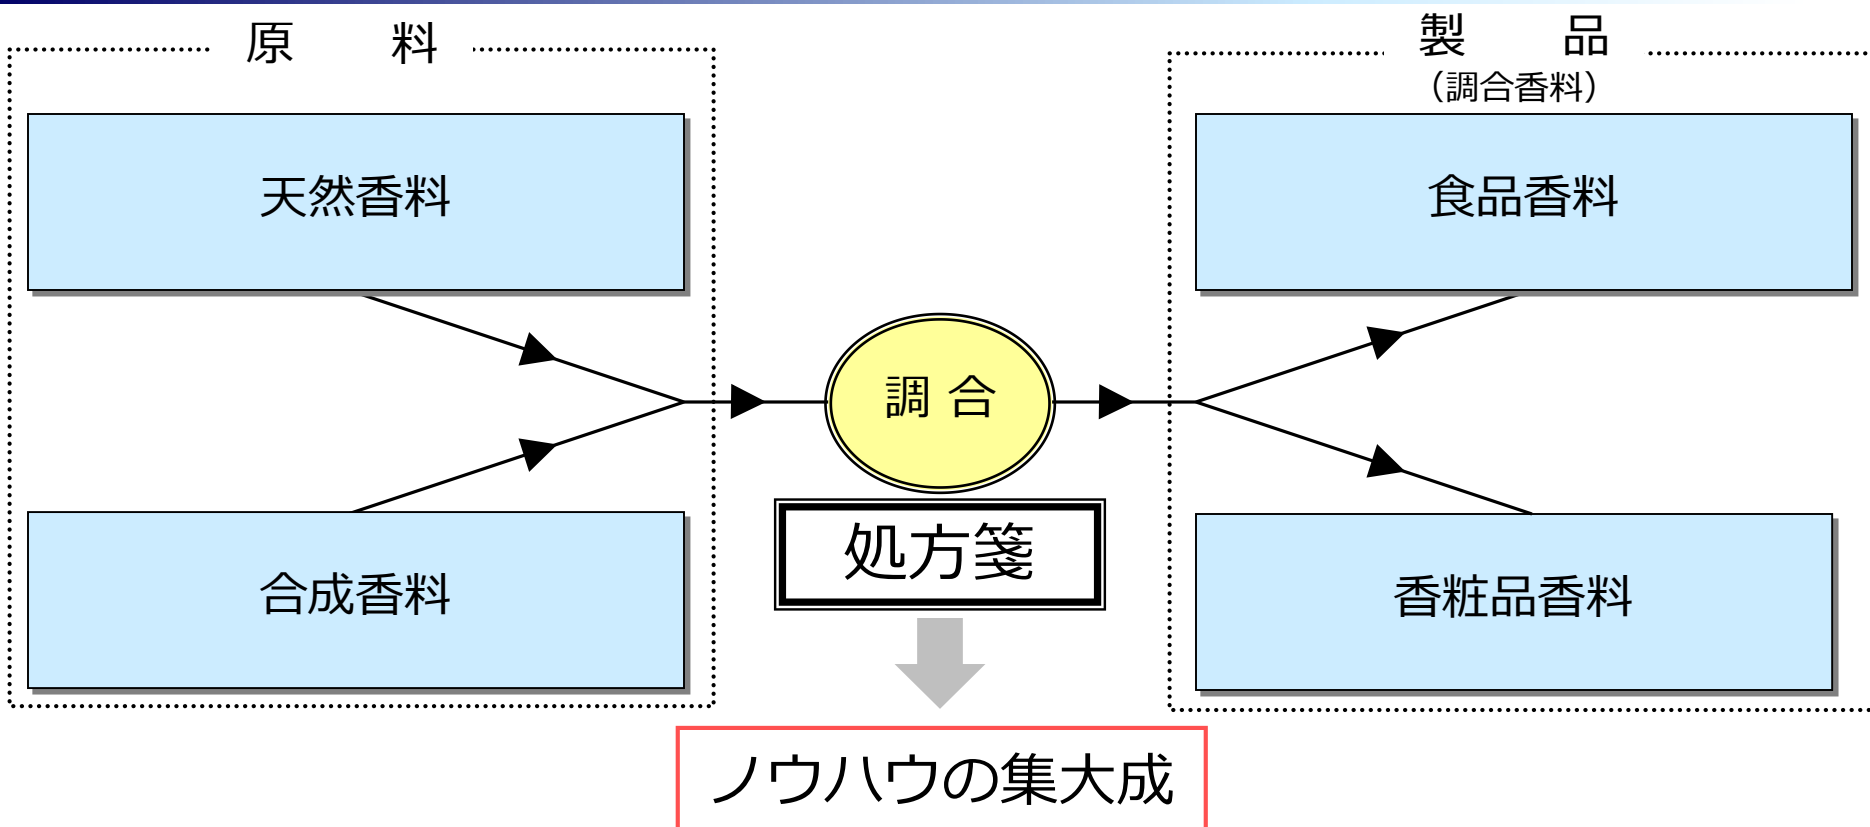 原　料
天然香料
合成香料
調 合
処方箋
ノウハウの集大成
製　品
（調合香料）
食品香料
香粧品香料